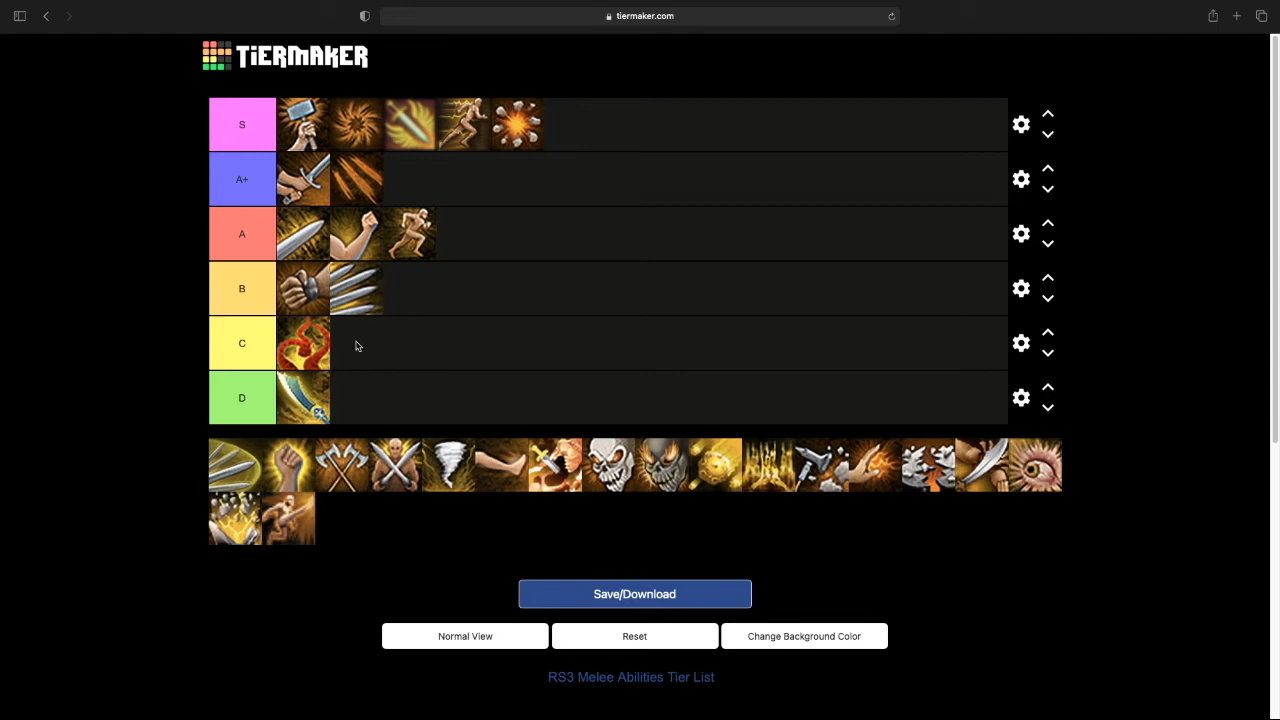 tiermaker.com
TiERMAKER
S
A+
A
B
C
D
Save/Download
Normal View Reset Change Background Color
RS3 Melee Abilities Tier List